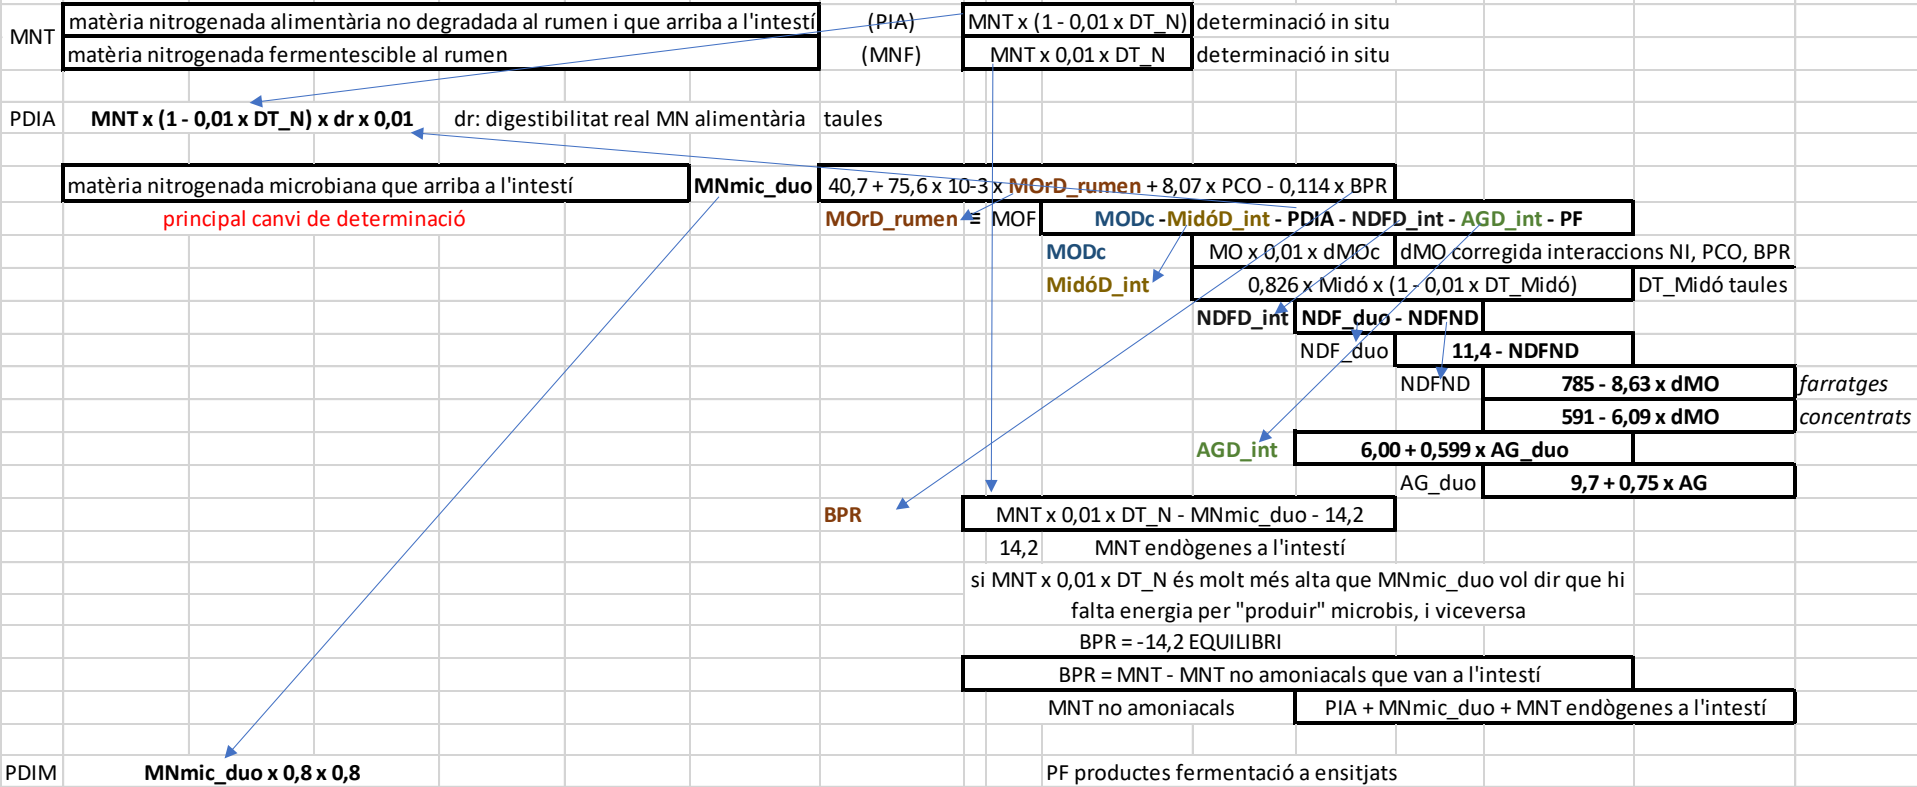 matèria nitrogenada alimentària no degradada al rumen i que arriba a l'intestí (PIA) MNT x (1 - 0,01 x DT_N) determinació in situ
MNT
matèria nitrogenada fermentescible al rumen (MNF) MNT x 0,01 x DT_N determinació in situ
PDIA MNT x (1 - 0,01 x DT_N) x dr x 0,01 dr: digestibilitat real MN alimentària taules
matèria nitrogenada microbiana que arriba a l'intestí MNmic_duo 40,7 + 75,6 x 10-3 x MOrD_rumen + 8,07 x PCO - 0,114 x BPR
principal canvi de determinació MOrD_rumen = MOF MODc - MidóD_int - PDIA - NDFD_int - AGD_int - PF
MODc MO x 0,01 x dMOc dMO corregida interaccions NI, PCO, BPR
MidóD_int 0,826 x Midó x (1 - 0,01 x DT_Midó) DT_Midó taules
NDFD_int NDF_duo - NDFND
NDF_duo 11,4 - NDFND
NDFND 785 - 8,63 x dMO farratges
591 - 6,09 x dMO concentrats
AGD_int 6,00 + 0,599 x AG_duo
AG_duo 9,7 + 0,75 x AG
BPR MNT x 0,01 x DT_N - MNmic_duo - 14,2
14,2 MNT endògenes a l'intestí
si MNT x 0,01 x DT_N és molt més alta que MNmic_duo vol dir que hi
falta energia per "produir" microbis, i viceversa
BPR = -14,2 EQUILIBRI
BPR = MNT - MNT no amoniacals que van a l'intestí
MNT no amoniacals PIA + MNmic_duo + MNT endògenes a l'intestí
PDIM MNmic_duo x 0,8 x 0,8 PF productes fermentació a ensitjats